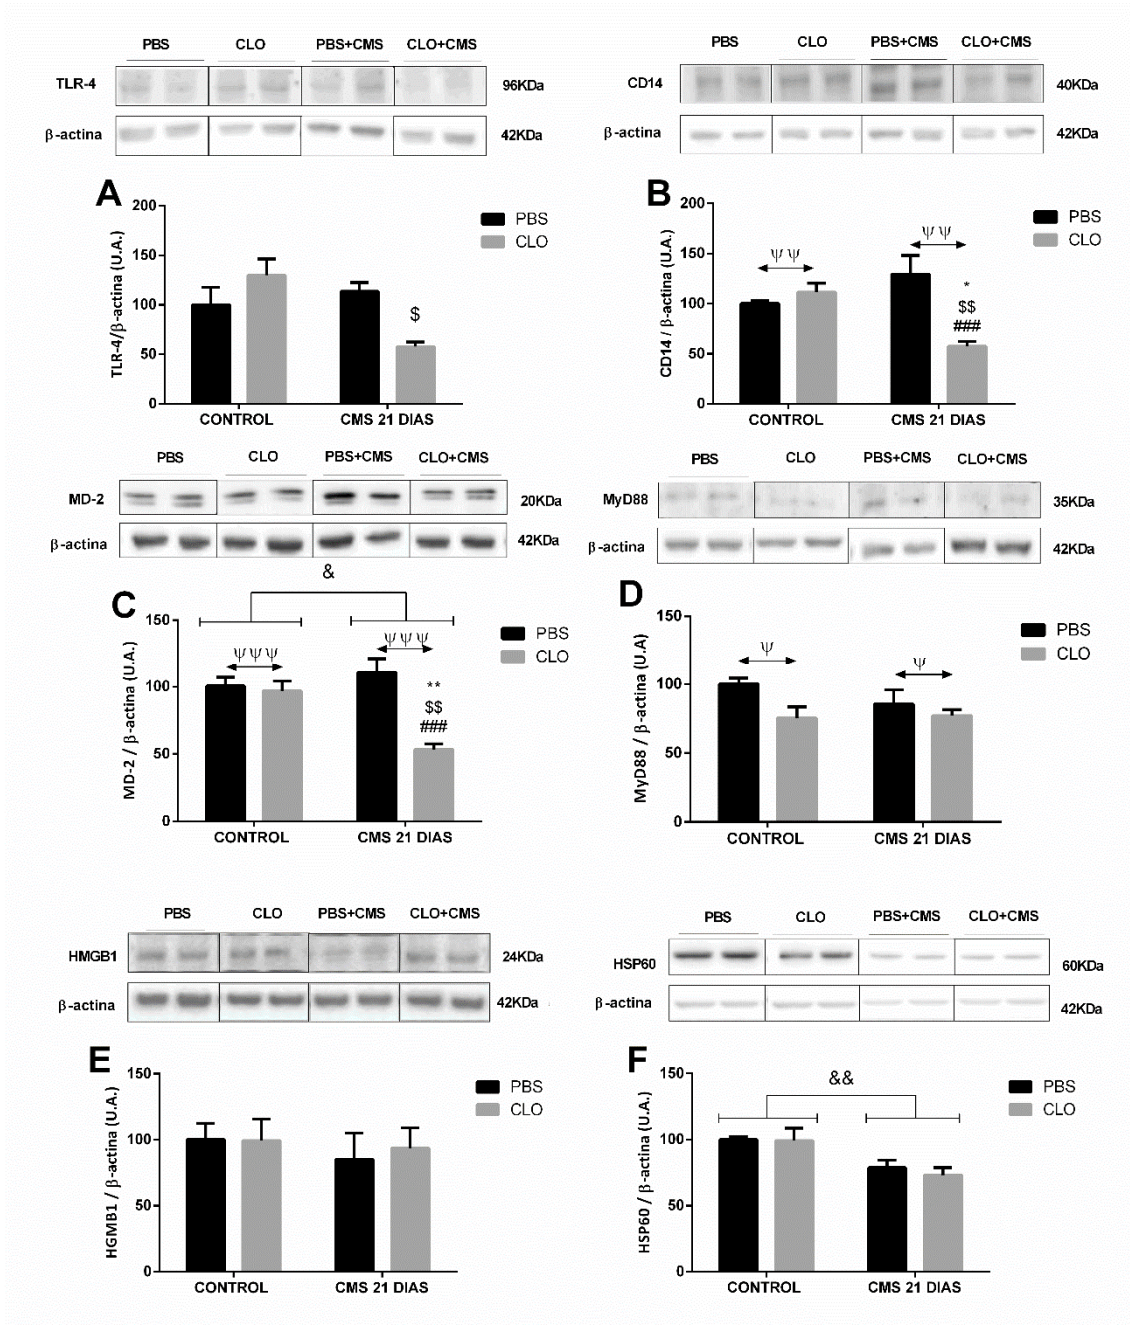 PBS CLO PBS+CMS CLO+CMS
TLR-4 96KDa
β-actina 42KDa
PBS CLO PBS+CMS CLO+CMS
CD14 40KDa
β-actina 42KDa
A
200
150
100
50
0
TLR-4/β-actina (U.A.)
$
CONTROL CMS 21 DIAS
PBS
CLO
B
200
150
100
50
0
CD14 / β-actina (U.A.)
ψ ψ
ψ ψ
*
$$
###
CONTROL CMS 21 DIAS
PBS
CLO
PBS CLO PBS+CMS CLO+CMS
MD-2 20KDa
β-actina 42KDa
PBS CLO PBS+CMS CLO+CMS
MyD88 35KDa
β-actina 42KDa
C
&
150
100
50
0
MD-2 / β-actina (U.A.)
ψ ψ ψ
ψ ψ ψ
**
$$
###
CONTROL CMS 21 DIAS
PBS
CLO
D
150
100
50
0
MyD88 / β-actina (U.A)
ψ
ψ
CONTROL CMS 21 DIAS
PBS
CLO
PBS CLO PBS+CMS CLO+CMS
HMGB1 24KDa
β-actina 42KDa
PBS CLO PBS+CMS CLO+CMS
HSP60 60KDa
β-actina 42KDa
E
150
100
50
0
HGMB1 / β-actina (U.A.)
CONTROL CMS 21 DIAS
PBS
CLO
F
150
100
50
0
HSP60 / β-actina (U.A.)
&&
CONTROL CMS 21 DIAS
PBS
CLO